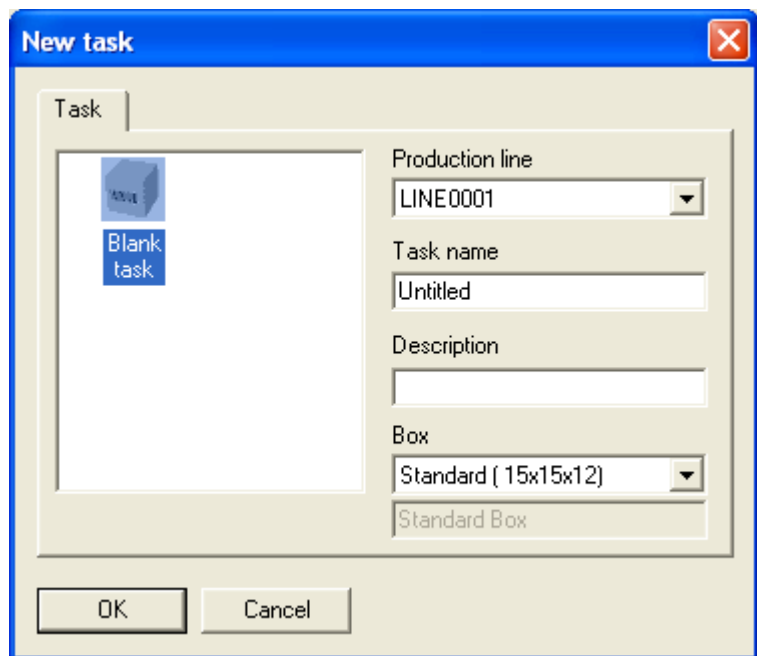 New task
Task
Blank
task
Production line
LINE0001
Task name
Untitled
Description
Box
Standard ( 15x15x12)
Standard Box
OK
Cancel